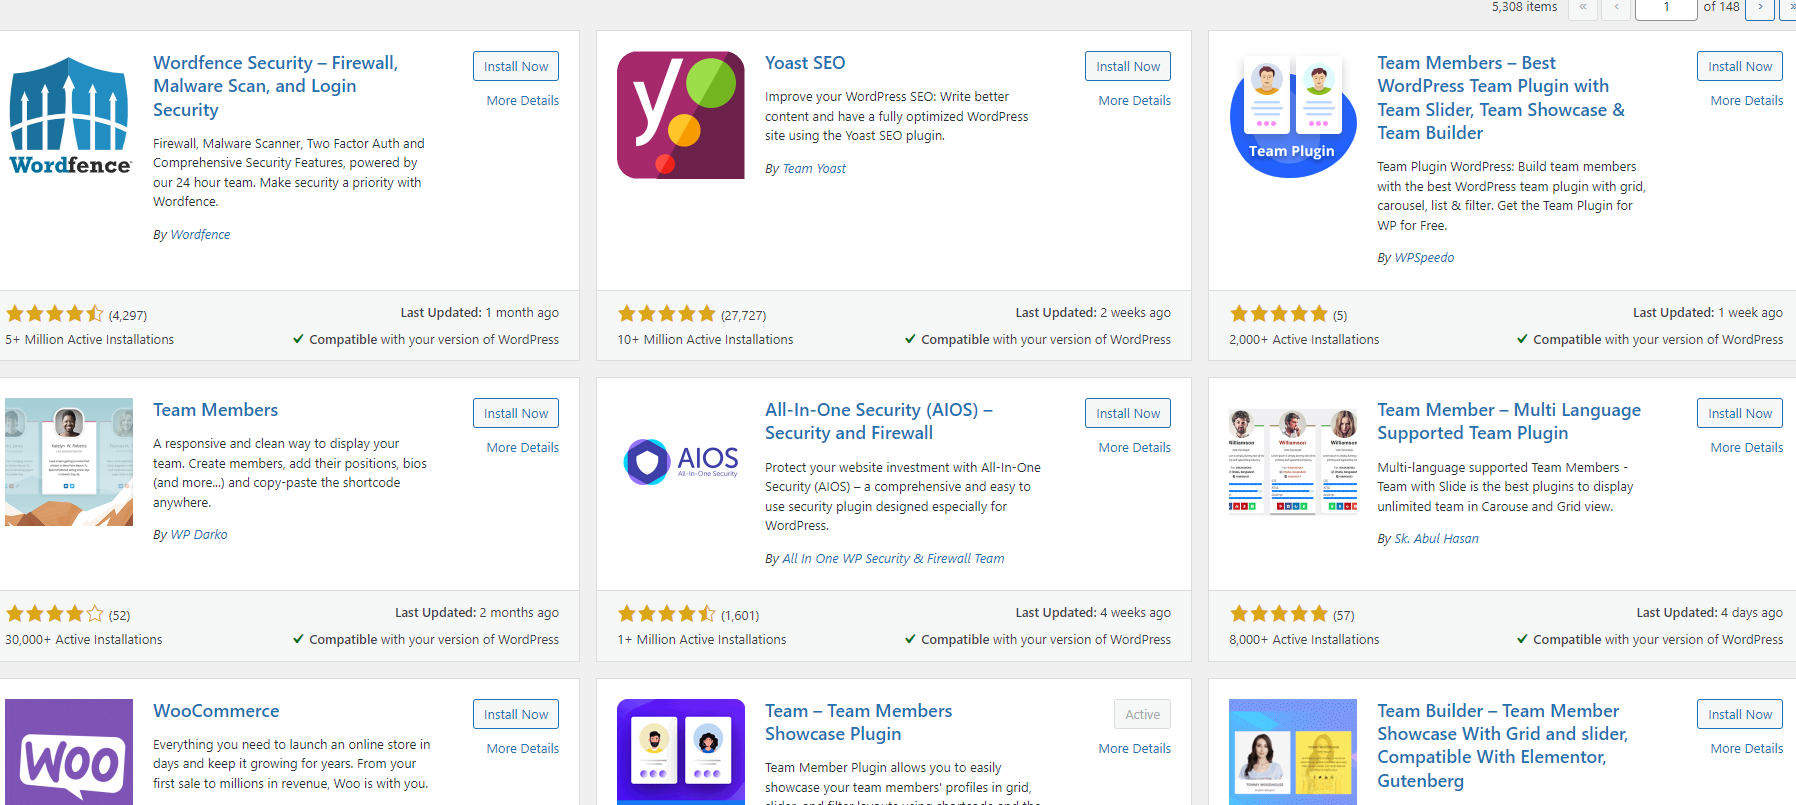 5,308 items « ‹ 1 of 148 › »
Wordfence
Wordfence Security – Firewall,
Malware Scan, and Login
Security
Install Now
More Details
Firewall, Malware Scanner, Two Factor Auth and
Comprehensive Security Features, powered by
our 24 hour team. Make security a priority with
Wordfence.
By Wordfence
(4,297)
Last Updated: 1 month ago
5+ Million Active Installations
Compatible with your version of WordPress
y
Yoast SEO
Install Now
More Details
Improve your WordPress SEO: Write better
content and have a fully optimized WordPress
site using the Yoast SEO plugin.
By Team Yoast
(27,727)
Last Updated: 2 weeks ago
10+ Million Active Installations
Compatible with your version of WordPress
Team Plugin
Team Members – Best
WordPress Team Plugin with
Team Slider, Team Showcase &
Team Builder
Install Now
More Details
Team Plugin WordPress: Build team members
with the best WordPress team plugin with grid,
carousel, list & filter. Get the Team Plugin for
WP for Free.
By WPSpeedo
(5)
Last Updated: 1 week ago
2,000+ Active Installations
Compatible with your version of WordPress
Team Members
Install Now
More Details
A responsive and clean way to display your
team. Create members, add their positions, bios
(and more...) and copy-paste the shortcode
anywhere.
By WP Darko
(52)
Last Updated: 2 months ago
30,000+ Active Installations
Compatible with your version of WordPress
AIOS
All-In-One Security
All-In-One Security (AIOS) –
Security and Firewall
Install Now
More Details
Protect your website investment with All-In-One
Security (AIOS) – a comprehensive and easy to
use security plugin designed especially for
WordPress.
By All In One WP Security & Firewall Team
(1,601)
Last Updated: 4 weeks ago
1+ Million Active Installations
Compatible with your version of WordPress
Williamson
Team Member – Multi Language
Supported Team Plugin
Install Now
More Details
Multi-language supported Team Members -
Team with Slide is the best plugins to display
unlimited team in Carouse and Grid view.
By Sk. Abul Hasan
(57)
Last Updated: 4 days ago
8,000+ Active Installations
Compatible with your version of WordPress
WOO
WooCommerce
Install Now
More Details
Everything you need to launch an online store in
days and keep it growing for years. From your
first sale to millions in revenue, Woo is with you.
Team – Team Members
Showcase Plugin
Active
More Details
Team Member Plugin allows you to easily
showcase your team members' profiles in grid,
slider, and filter layouts using shortcode and the
Team Builder – Team Member
Showcase With Grid and slider,
Compatible With Elementor,
Gutenberg
Install Now
More Details